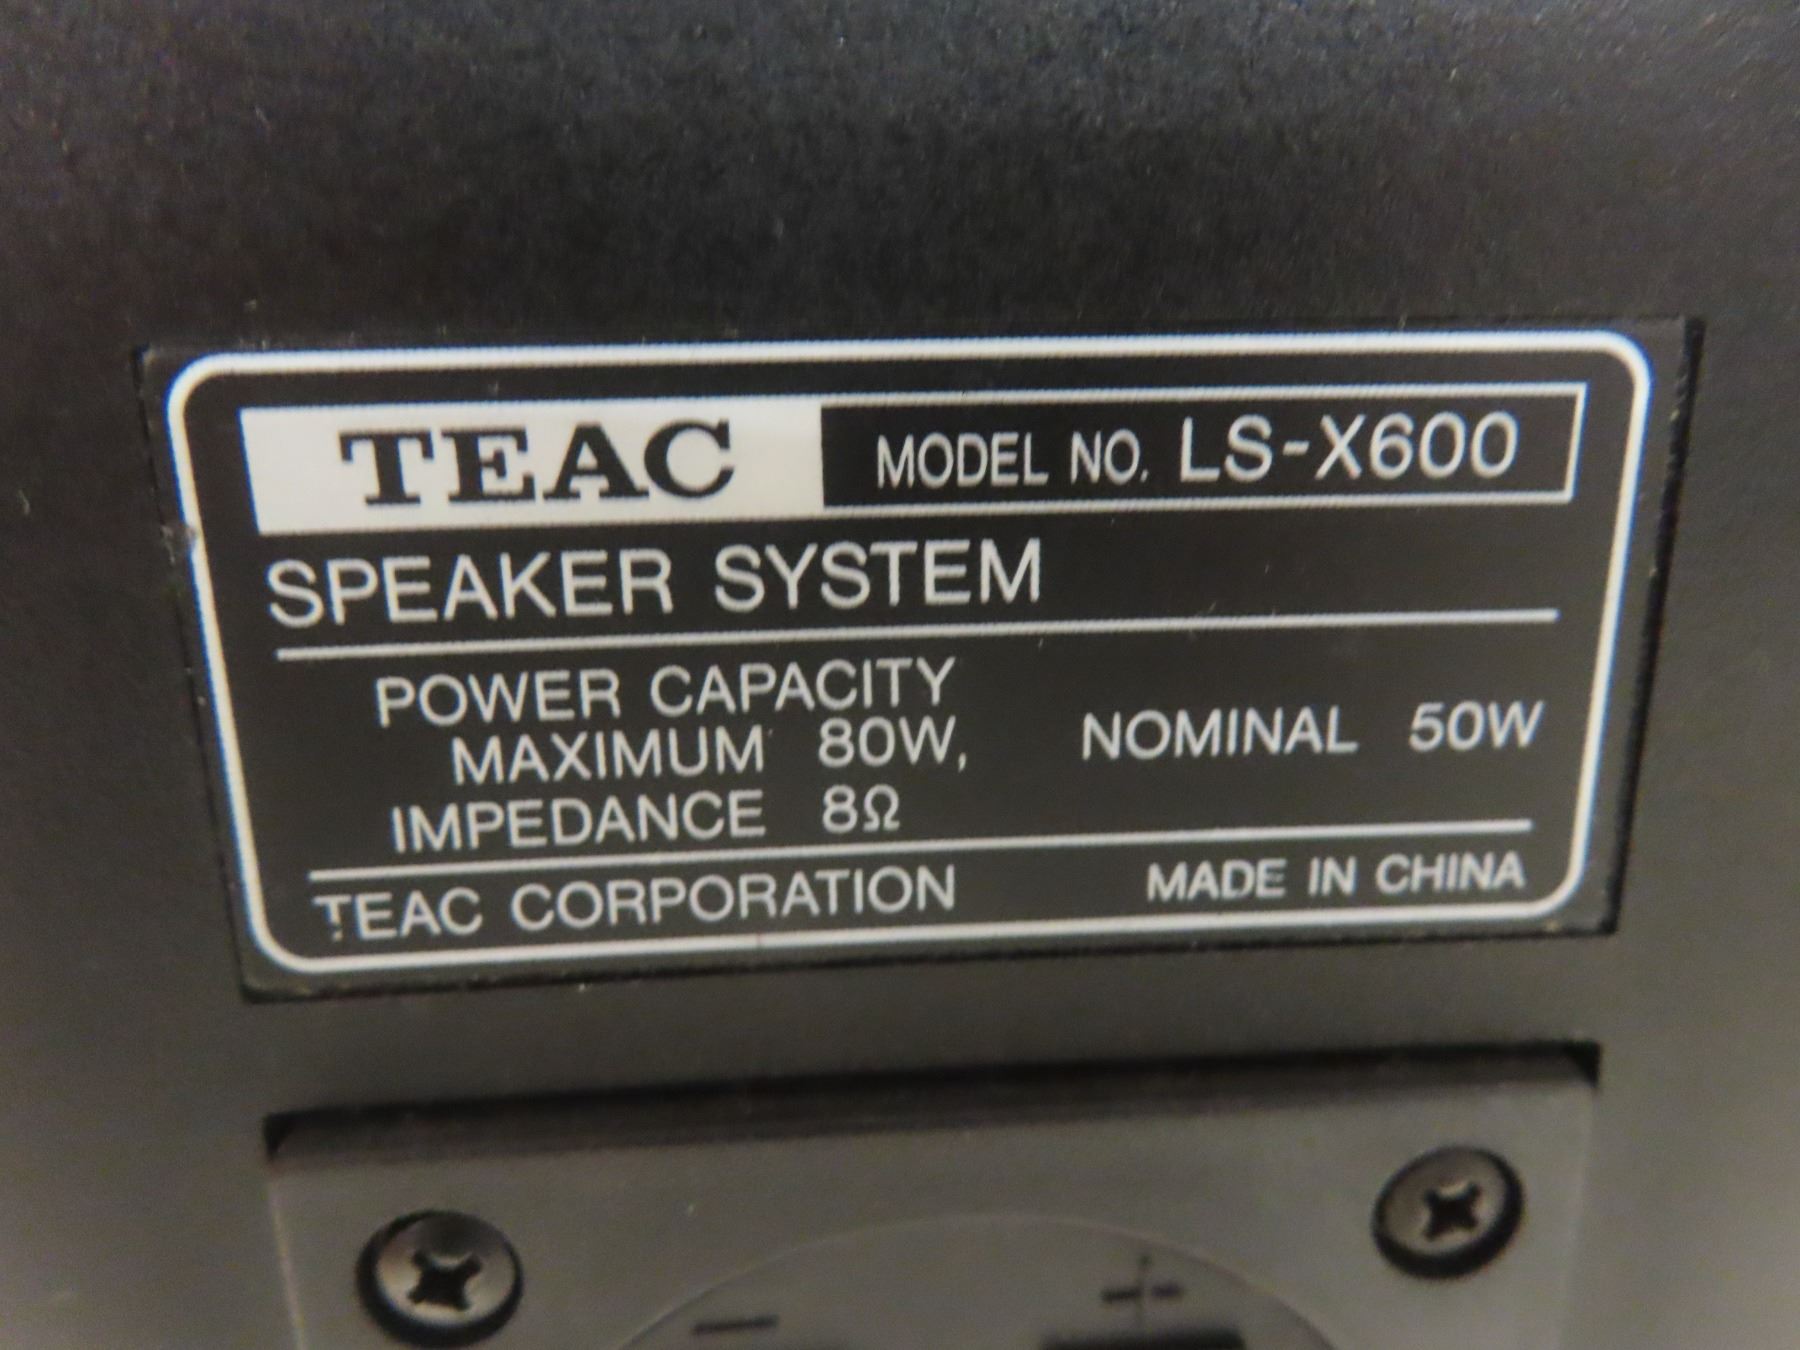 TEAC MODEL NO. LS-X600
SPEAKER SYSTEM
POWER CAPACITY
MAXIMUM 80W, NOMINAL 50W
IMPEDANCE 8Ω
TEAC CORPORATION MADE IN CHINA
- +